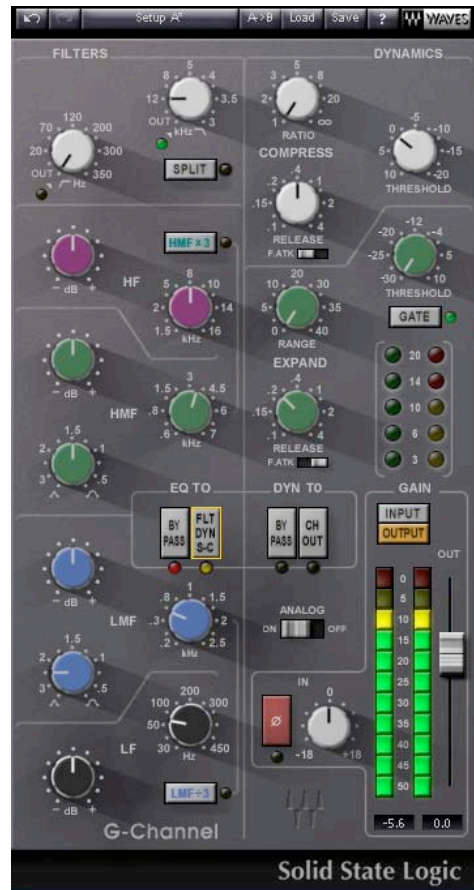 Setup A* A->B Load Save ? WAVES
FILTERS
DYNAMICS
5
8 4
12 3.5
OUT 3
kHz
120
70 200
20 300
OUT 350
Hz
SPLIT
5
3 8
2 20
1 ∞
RATIO
COMPRESS
.4
.2 1
.15 2
.1 4
RELEASE
F.ATK
-5
0 -10
5 -15
10 -20
THRESHOLD
- dB +
HF
HMF×3
8
5 10
2 14
1.5 16
kHz
20
10 30
5 35
0 40
RANGE
-12
-20 -4
-25 5
-30 10
THRESHOLD
GATE
EXPAND
.4
.2 1
.15 2
.1 4
RELEASE
F.ATK
- dB +
HMF
3
1.5 4.5
.8 6
.6 7
kHz
1.5
2 1
3 .5
20
14
10
6
3
EQ TO
BY PASS
FLT DYN S-C
DYN TO
BY PASS
CH OUT
GAIN
INPUT
OUTPUT
OUT
0
5
10
15
20
25
30
35
40
45
50
-5.6 0.0
- dB +
LMF
1
.8 1.5
.3 2
.2 2.5
kHz
1.5
2 1
3 .5
ANALOG
ON OFF
IN
Ø
0
-18 +18
LF
200
100 300
50 400
30 450
Hz
- dB +
LMF÷3
G-Channel
Solid State Logic